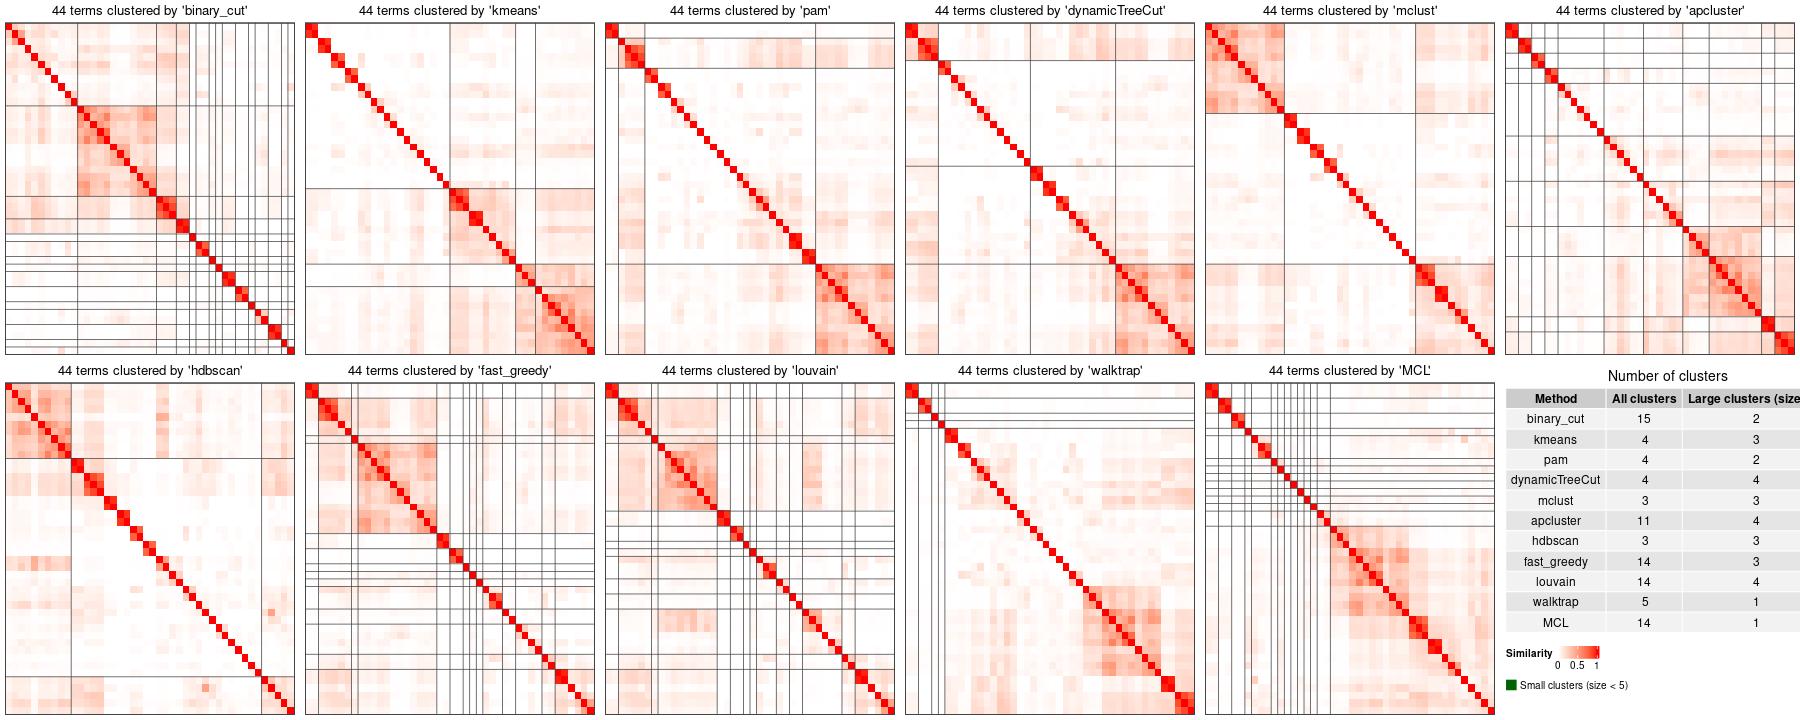 44 terms clustered by 'binary_cut'
44 terms clustered by 'kmeans'
44 terms clustered by 'pam'
44 terms clustered by 'dynamicTreeCut'
44 terms clustered by 'mclust'
44 terms clustered by 'apcluster'
44 terms clustered by 'hdbscan'
44 terms clustered by 'fast_greedy'
44 terms clustered by 'louvain'
44 terms clustered by 'walktrap'
44 terms clustered by 'MCL'
Number of clusters
Method All clusters Large clusters (size
binary_cut 15 2
kmeans 4 3
pam 4 2
dynamicTreeCut 4 4
mclust 3 3
apcluster 11 4
hdbscan 3 3
fast_greedy 14 3
louvain 14 4
walktrap 5 1
MCL 14 1
Similarity
0 0.5 1
Small clusters (size < 5)